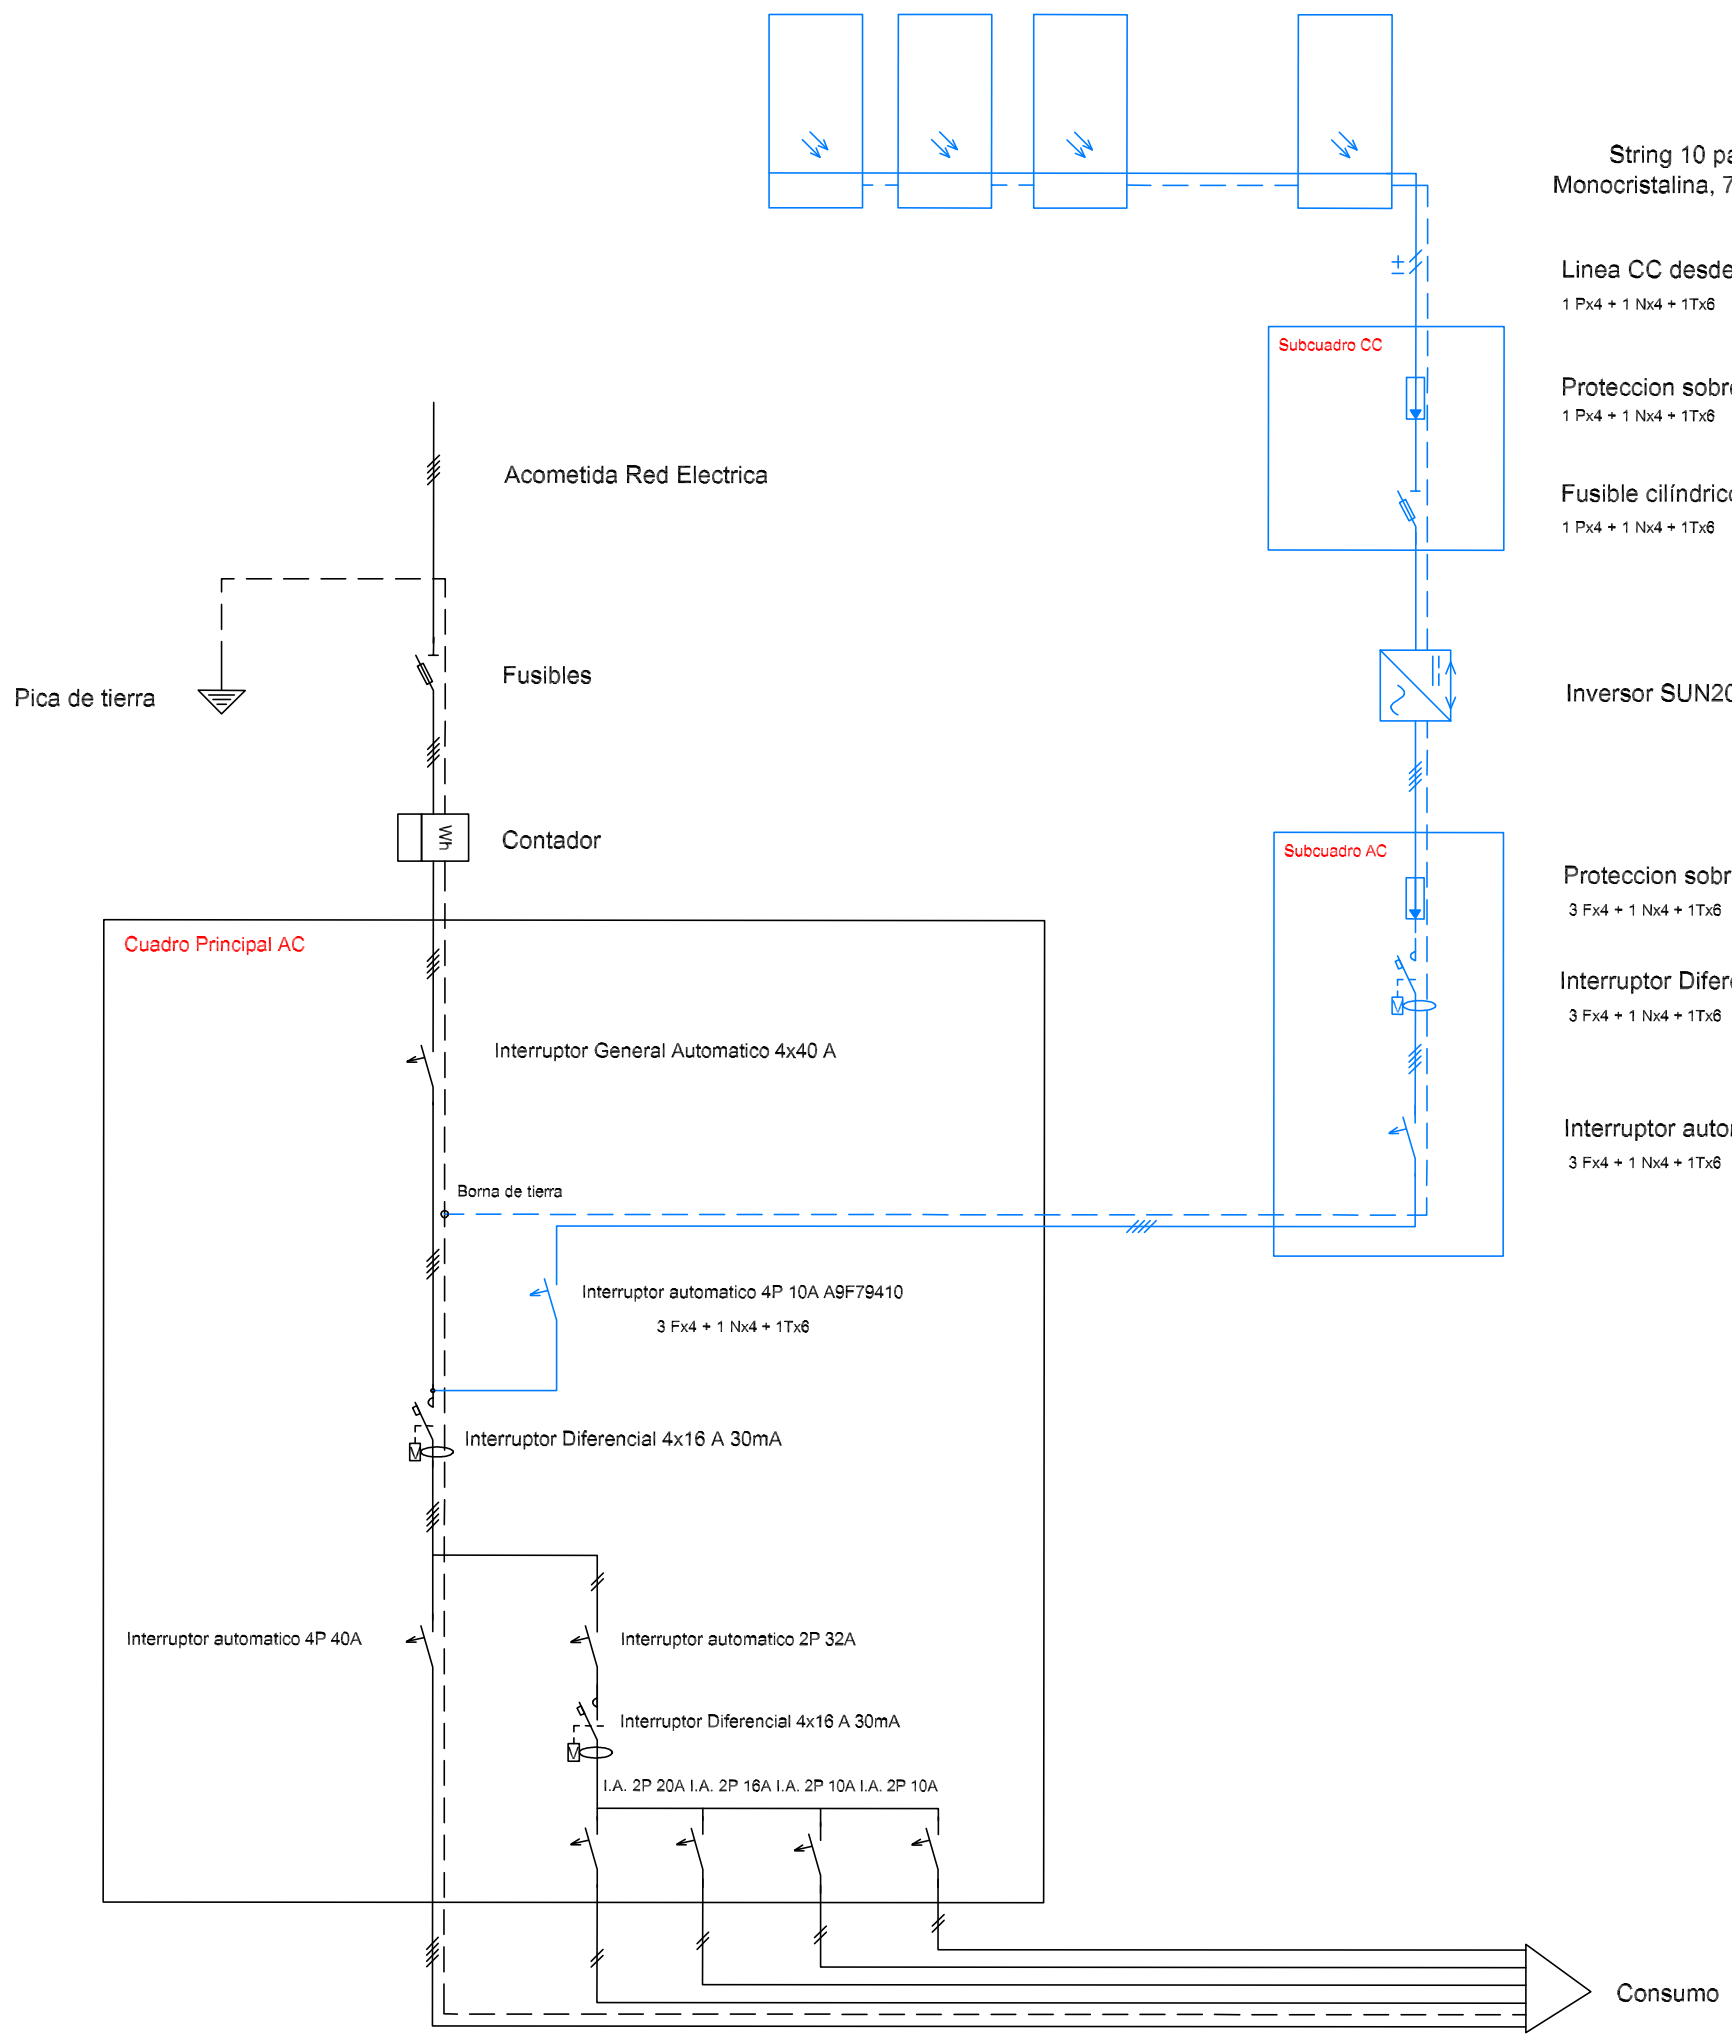 String 10 pa
Monocristalina, 7
±
Linea CC desde
1 Px4 + 1 Nx4 + 1Tx6
Subcuadro CC
Proteccion sobre
1 Px4 + 1 Nx4 + 1Tx6
Acometida Red Electrica
Fusible cilíndrico
1 Px4 + 1 Nx4 + 1Tx6
Fusibles
Pica de tierra
Inversor SUN20
Contador
Wh
Subcuadro AC
Proteccion sobr
3 Fx4 + 1 Nx4 + 1Tx6
Cuadro Principal AC
Interruptor Difere
3 Fx4 + 1 Nx4 + 1Tx6
Interruptor General Automatico 4x40 A
Interruptor autor
3 Fx4 + 1 Nx4 + 1Tx6
Borna de tierra
Interruptor automatico 4P 10A A9F79410
3 Fx4 + 1 Nx4 + 1Tx6
Interruptor Diferencial 4x16 A 30mA
Interruptor automatico 4P 40A
Interruptor automatico 2P 32A
Interruptor Diferencial 4x16 A 30mA
I.A. 2P 20A I.A. 2P 16A I.A. 2P 10A I.A. 2P 10A
Consumo